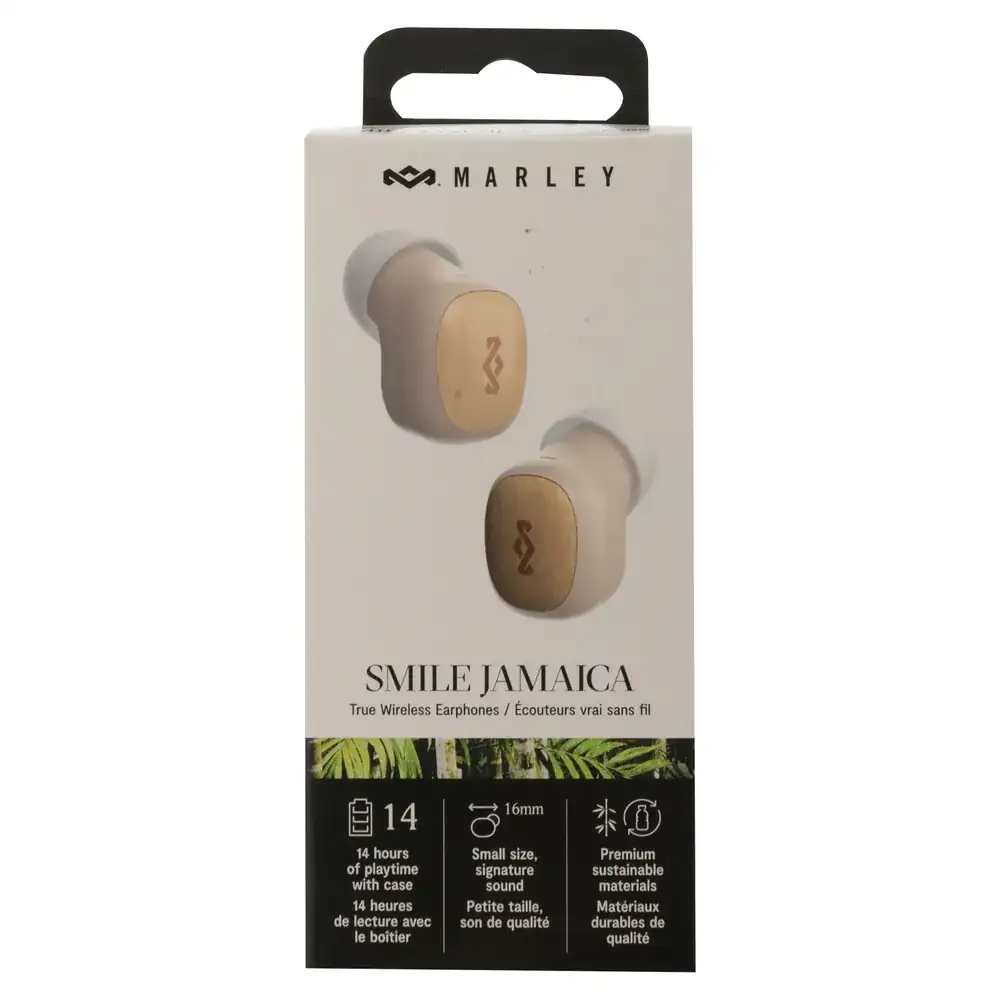 MARLEY
SMILE JAMAICA
True Wireless Earphones / Écouteurs vrai sans fil
14
14 hours
of playtime
with case
14 heures
de lecture avec
le boîtier
16mm
Small size,
signature
sound
Petite taille,
son de qualité
Premium
sustainable
materials
Matériaux
durables de
qualité